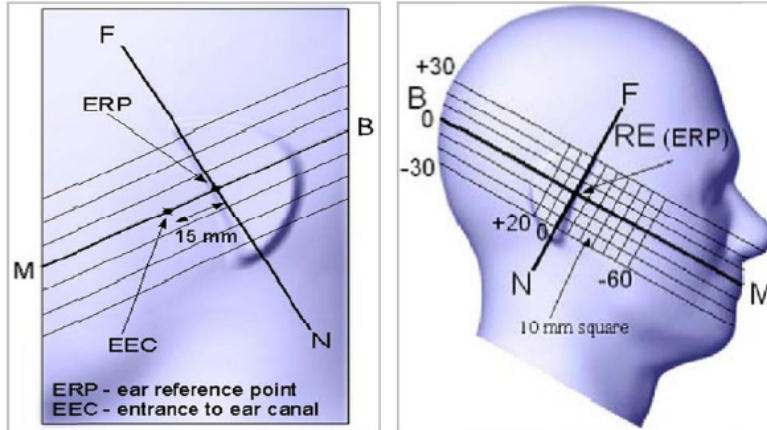 F
ERP
B
15 mm
M
EEC
N
ERP - ear reference point
EEC - entrance to ear canal
+30
B
0
F
RE (ERP)
-30
+20
0
N
-60
M
10 mm square